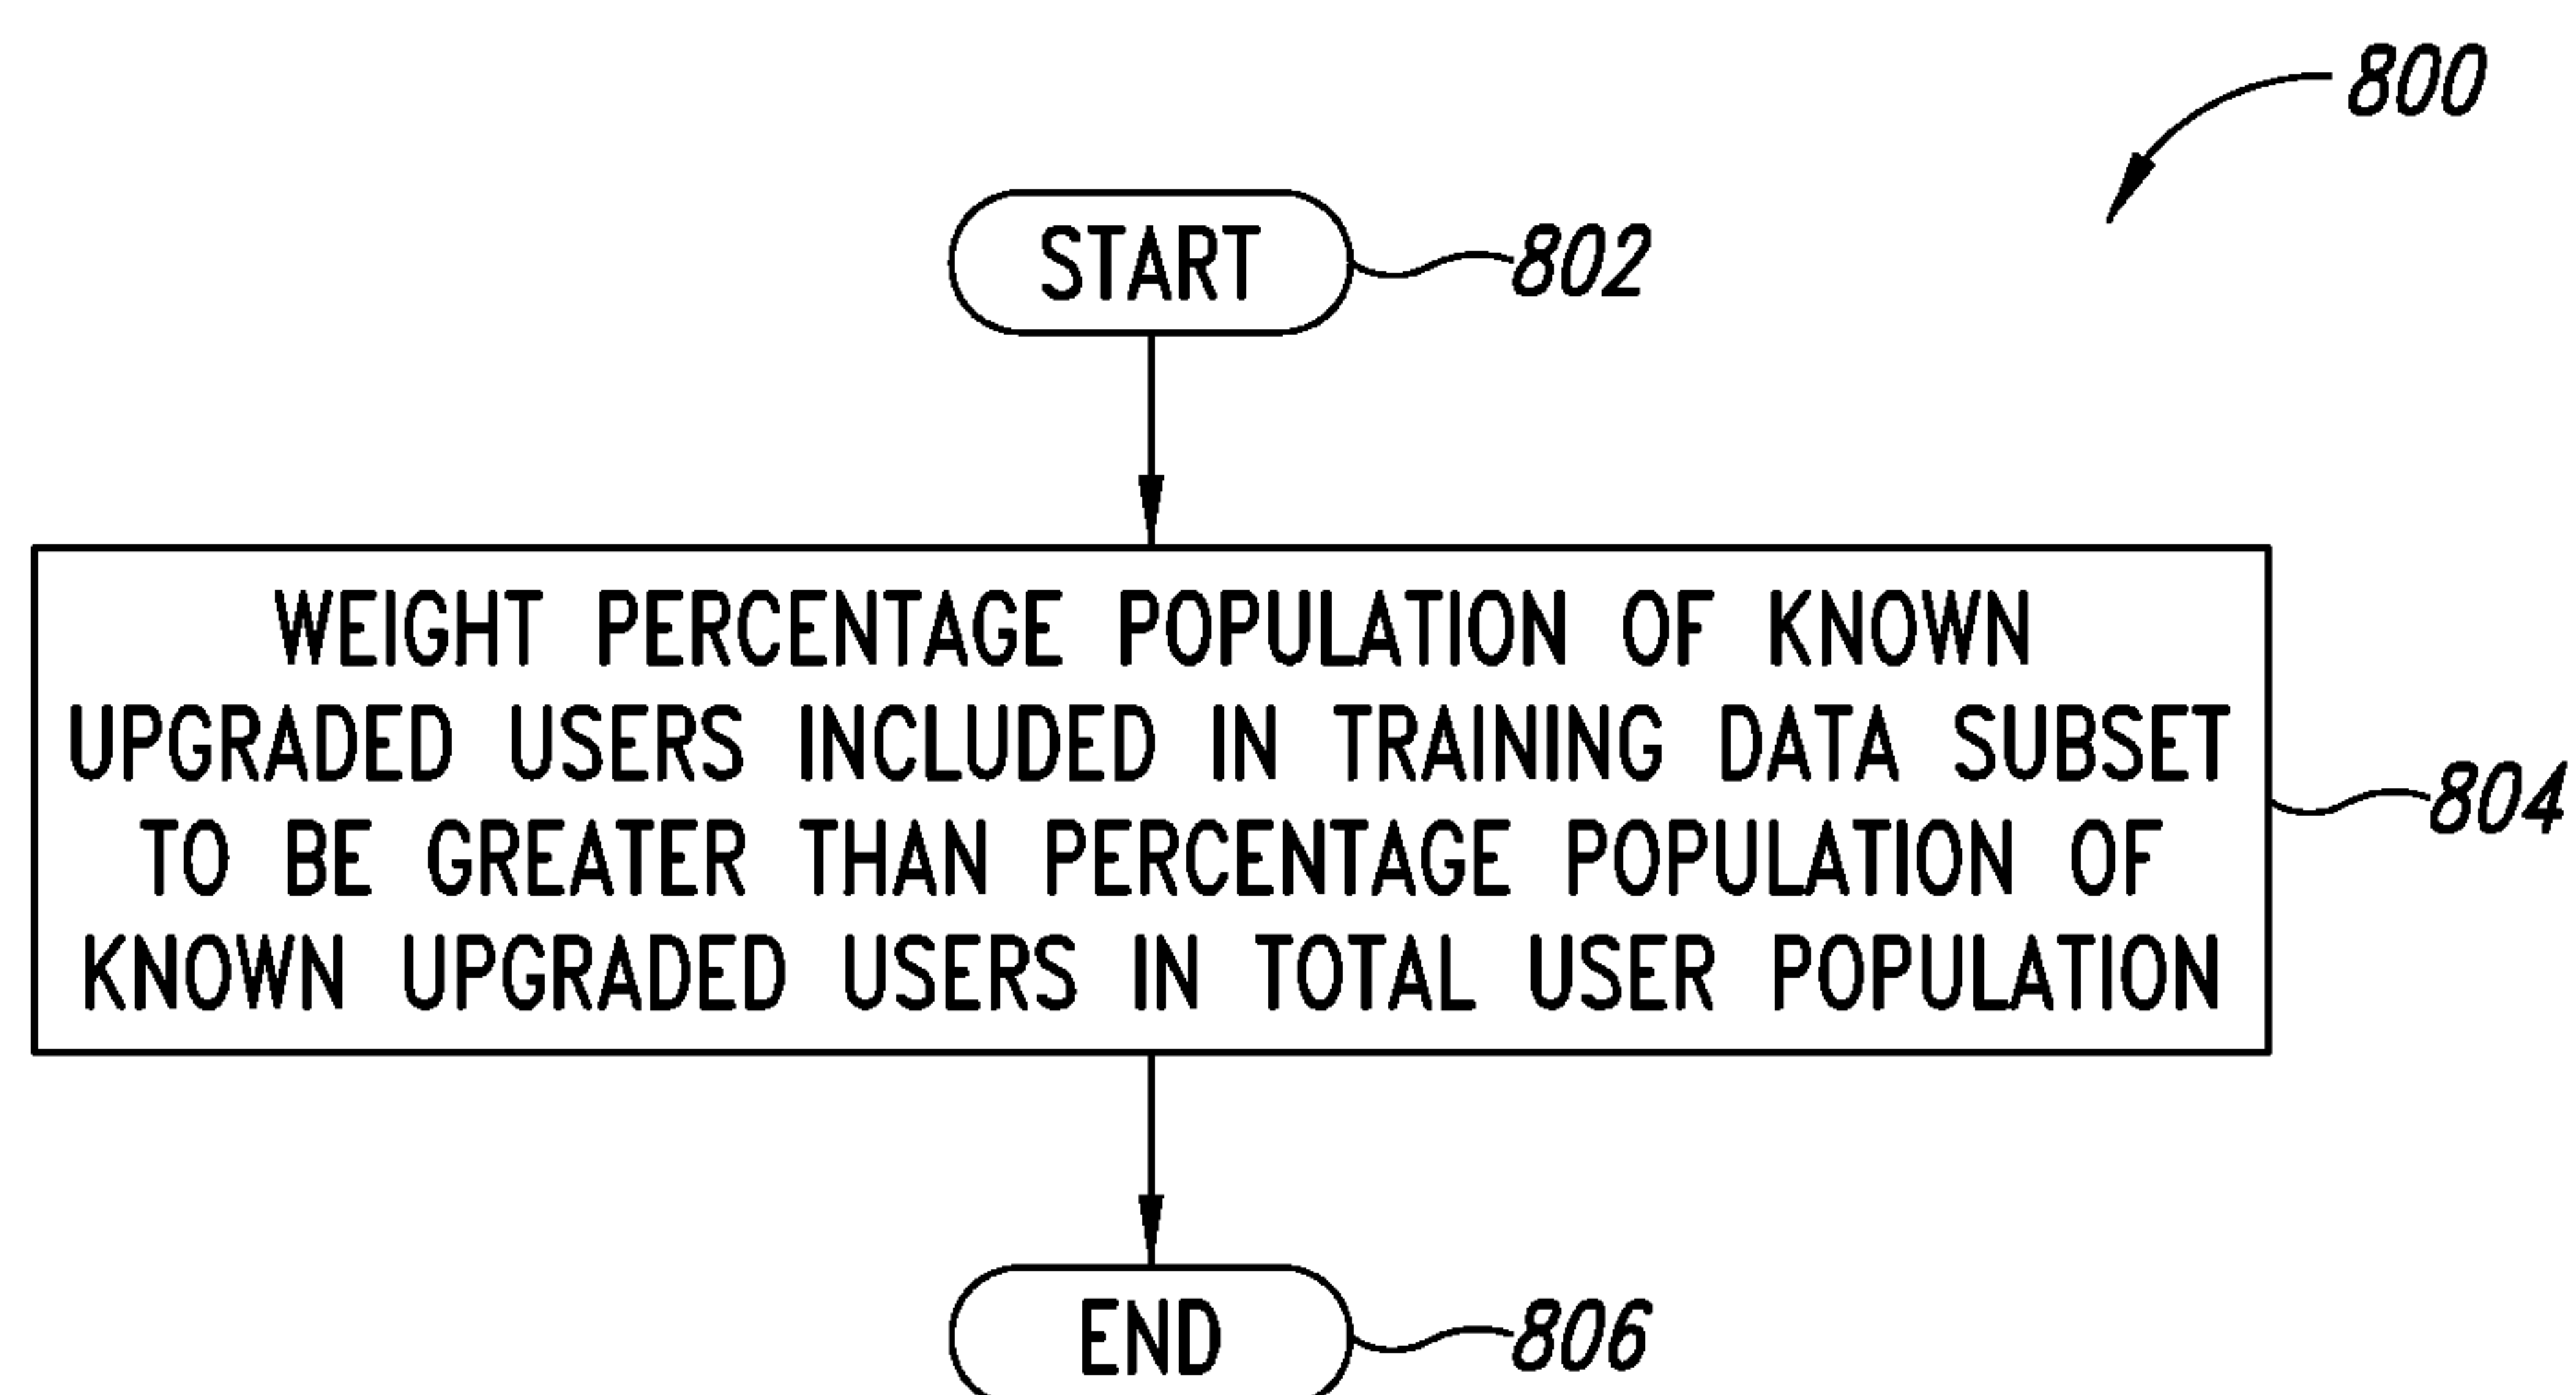 800
START
802
WEIGHT PERCENTAGE POPULATION OF KNOWN
UPGRADED USERS INCLUDED IN TRAINING DATA SUBSET
TO BE GREATER THAN PERCENTAGE POPULATION OF
KNOWN UPGRADED USERS IN TOTAL USER POPULATION
804
END
806